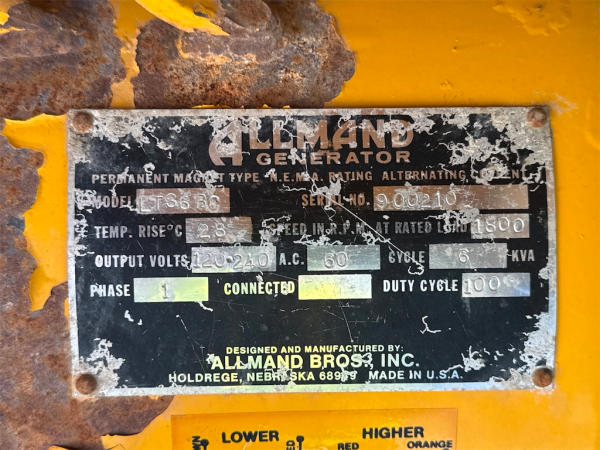 ALLMAND
GENERATOR
PERMANENT MAGNET TYPE N.E.M.A. RATING ALTERNATING CURRENT
MODEL SERIAL NO. 900210
TEMP. RISE°C 28 SPEED IN R.P.M. AT RATED LOAD 1800
OUTPUT VOLTS 120 240 A.C. 60 CYCLE 6 KVA
PHASE 1 CONNECTED DUTY CYCLE 100
DESIGNED AND MANUFACTURED BY:
ALLMAND BROS., INC.
HOLDREGE, NEBRASKA 68949 MADE IN U.S.A.
LOWER HIGHER
RED ORANGE